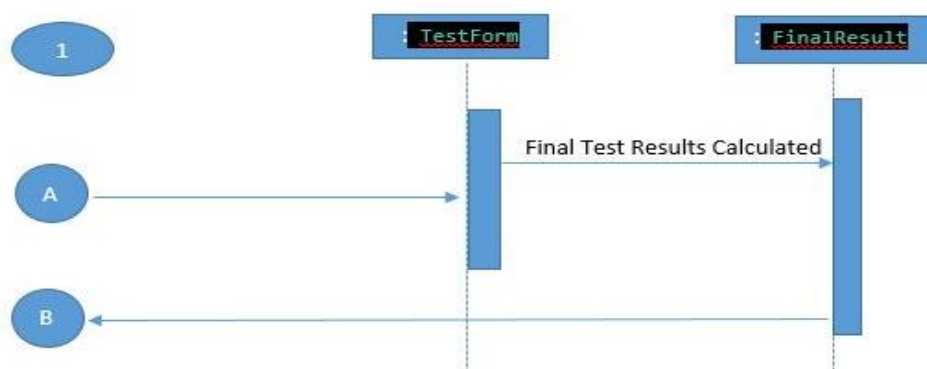 1
: TestForm
: FinalResult
Final Test Results Calculated
A
B